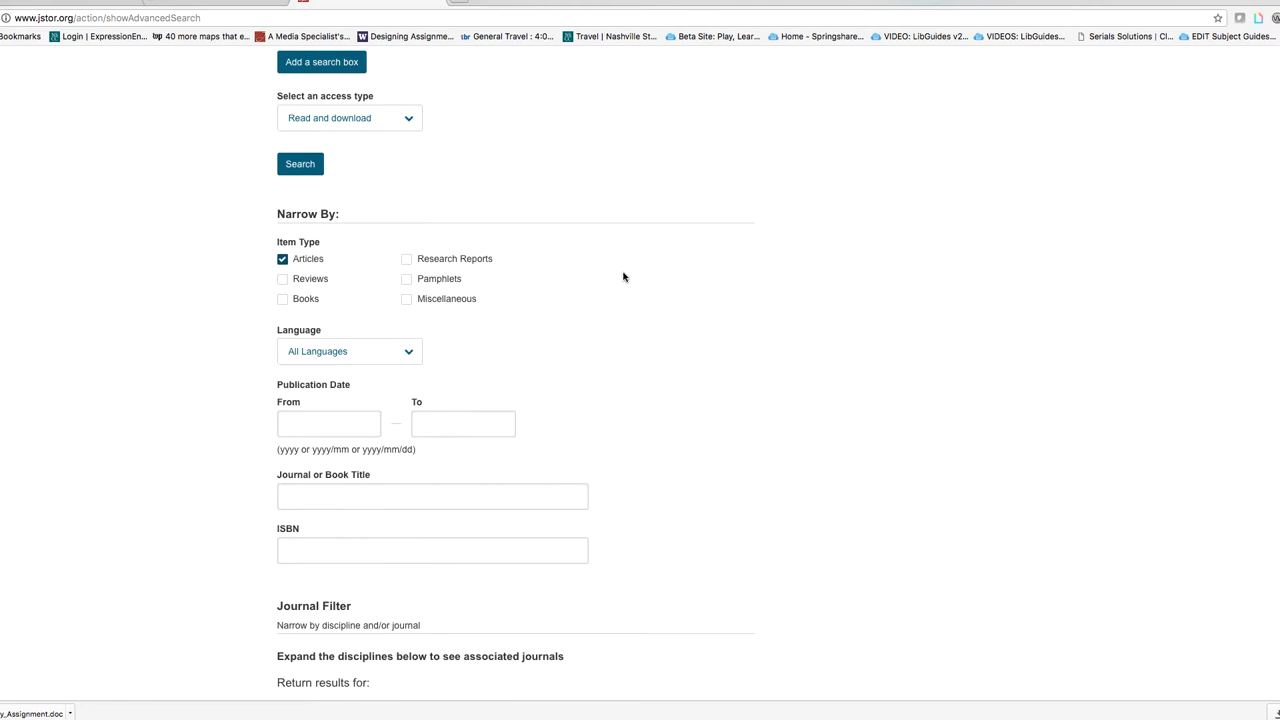 www.jstor.org/action/showAdvancedSearch
Bookmarks Login | ExpressionEn... 40 more maps that e... A Media Specialist's... Designing Assignme... General Travel : 4:0... Travel | Nashville St... Beta Site: Play, Lear... Home - Springshare... VIDEO: LibGuides v2... VIDEOS: LibGuides... Serials Solutions | Cl... EDIT Subject Guides...
Add a search box
Select an access type
Read and download
Search
Narrow By:
Item Type
Articles Research Reports
Reviews Pamphlets
Books Miscellaneous
Language
All Languages
Publication Date
From To
(yyyy or yyyy/mm or yyyy/mm/dd)
Journal or Book Title
ISBN
Journal Filter
Narrow by discipline and/or journal
Expand the disciplines below to see associated journals
Return results for:
y_Assignment.doc